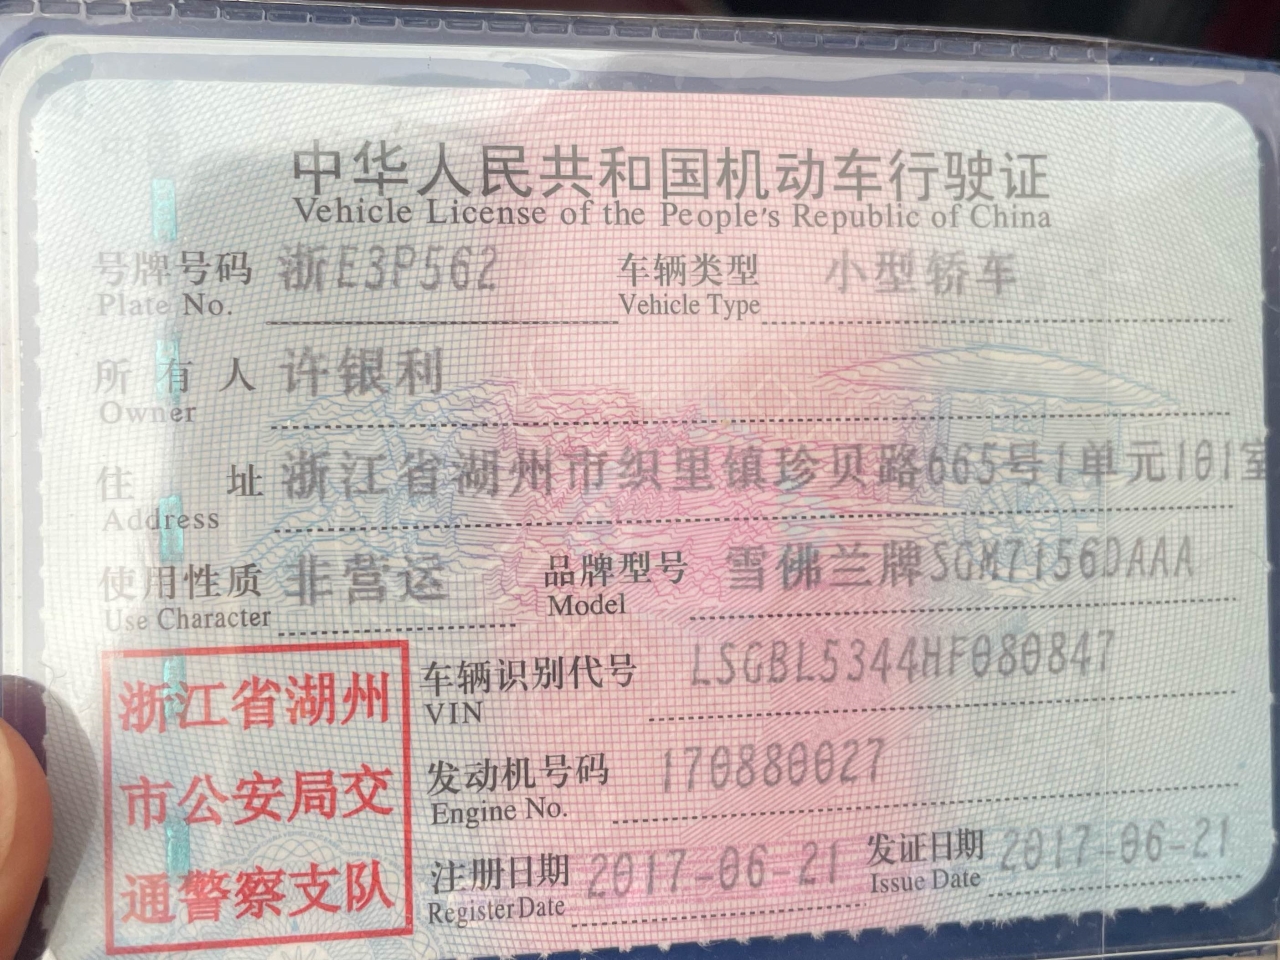 中华人民共和国机动车行驶证
Vehicle License of the People's Republic of China
号牌号码 浙E3P562 车辆类型 小型轿车
Plate No. Vehicle Type
所有人 许银利
Owner
住址 浙江省湖州市织里镇珍贝路665号1单元101室
Address
使用性质 非营运 品牌型号 雪佛兰牌SGM7156DAAA
Use Character Model
车辆识别代号 LSGBL5344HF080847
VIN
发动机号码 170880027
Engine No.
注册日期 2017-06-21 发证日期 2017-06-21
Register Date Issue Date
浙江省湖州
市公安局交
通警察支队